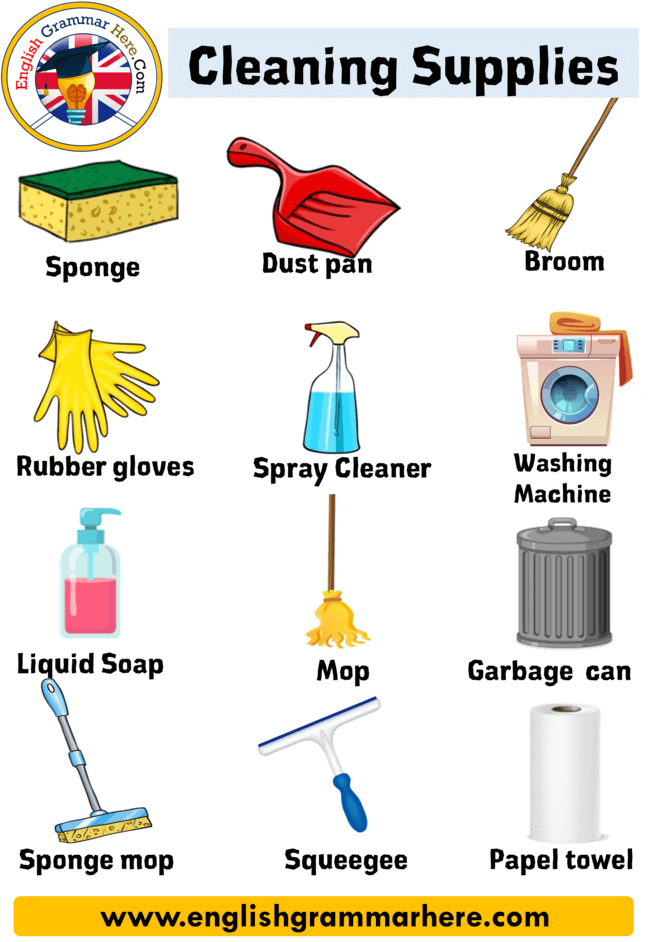 English Grammar Here.Com
Cleaning Supplies
Sponge
Dust pan
Broom
Rubber gloves
Spray Cleaner
Washing
Machine
Liquid Soap
Mop
Garbage can
Sponge mop
Squeegee
Papel towel
www.englishgrammarhere.com